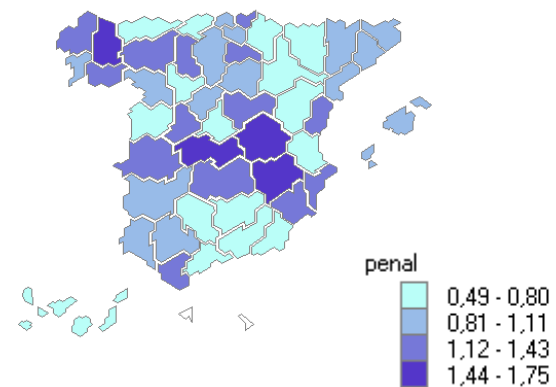 penal
0,49 - 0,80
0,81 - 1,11
1,12 - 1,43
1,44 - 1,75